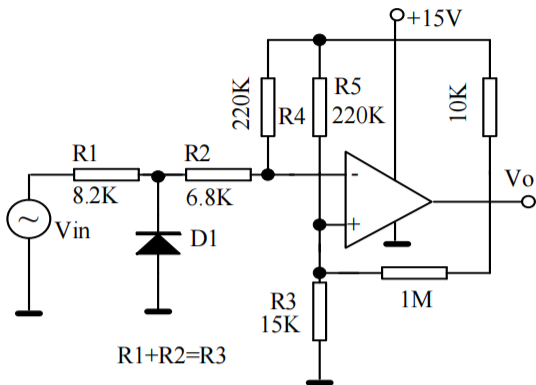 +15V
220K
R4
R5
220K
10K
R1
8.2K
R2
6.8K
-
+
Vo
~
Vin
D1
R3
15K
1M
R1+R2=R3